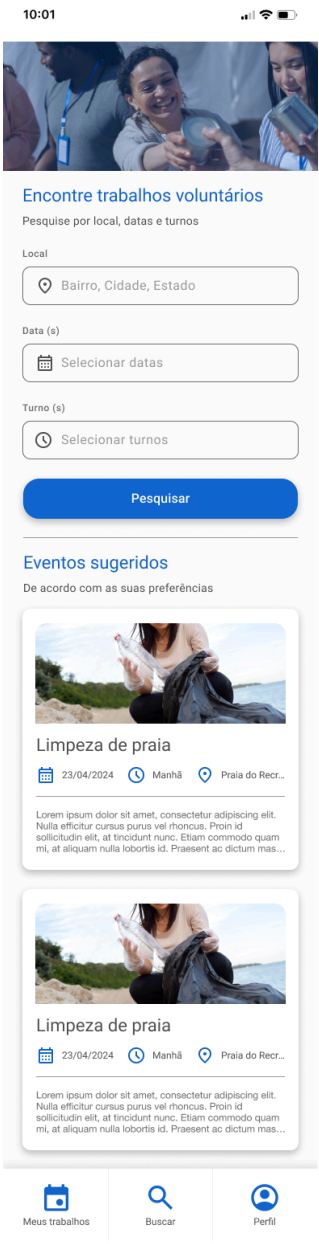 10:01
Encontre trabalhos voluntários
Pesquise por local, datas e turnos
Local
Bairro, Cidade, Estado
Data (s)
Selecionar datas
Turno (s)
Selecionar turnos
Pesquisar
Eventos sugeridos
De acordo com as suas preferências
Limpeza de praia
23/04/2024 Manhã Praia do Recr...
Lorem ipsum dolor sit amet, consectetur adipiscing elit.
Nulla efficitur cursus purus vel rhoncus. Proin id
sollicitudin elit, at tincidunt nunc. Etiam commodo quam
mi, at aliquam nulla lobortis id. Praesent ac dictum mas...
Limpeza de praia
23/04/2024 Manhã Praia do Recr...
Lorem ipsum dolor sit amet, consectetur adipiscing elit.
Nulla efficitur cursus purus vel rhoncus. Proin id
sollicitudin elit, at tincidunt nunc. Etiam commodo quam
mi, at aliquam nulla lobortis id. Praesent ac dictum mas...
Meus trabalhos Buscar Perfil